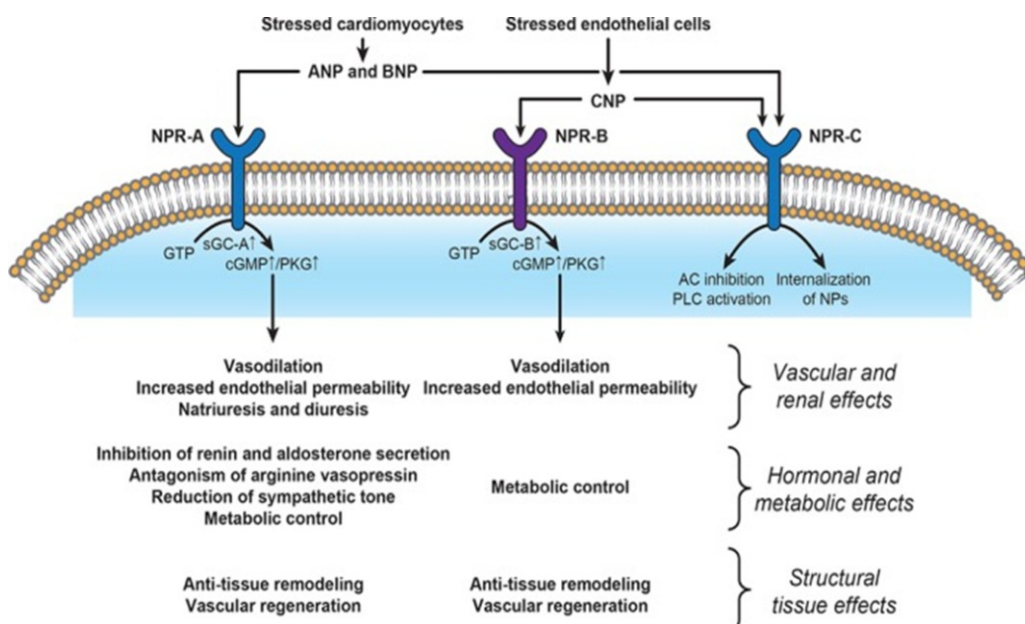 Stressed cardiomyocytes
Stressed endothelial cells
ANP and BNP
CNP
NPR-A
NPR-B
NPR-C
GTP
sGC-A↑
cGMP↑/PKG↑
GTP
sGC-B↑
cGMP↑/PKG↑
AC inhibition
PLC activation
Internalization
of NPs
Vasodilation
Increased endothelial permeability
Natriuresis and diuresis
Vasodilation
Increased endothelial permeability
Vascular and
renal effects
Inhibition of renin and aldosterone secretion
Antagonism of arginine vasopressin
Reduction of sympathetic tone
Metabolic control
Metabolic control
Hormonal and
metabolic effects
Anti-tissue remodeling
Vascular regeneration
Anti-tissue remodeling
Vascular regeneration
Structural
tissue effects